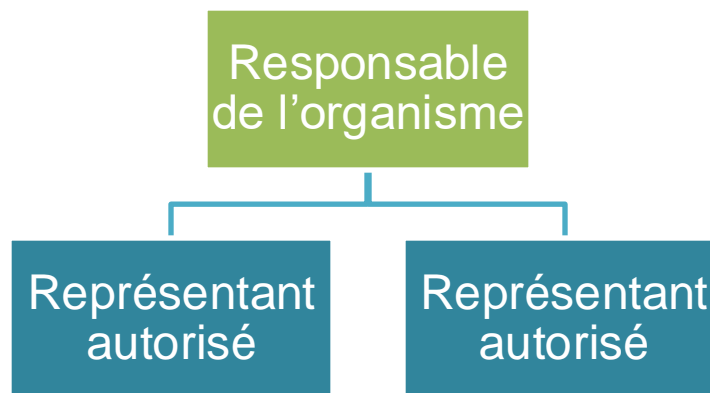 Responsable
de l’organisme
Représentant
autorisé
Représentant
autorisé